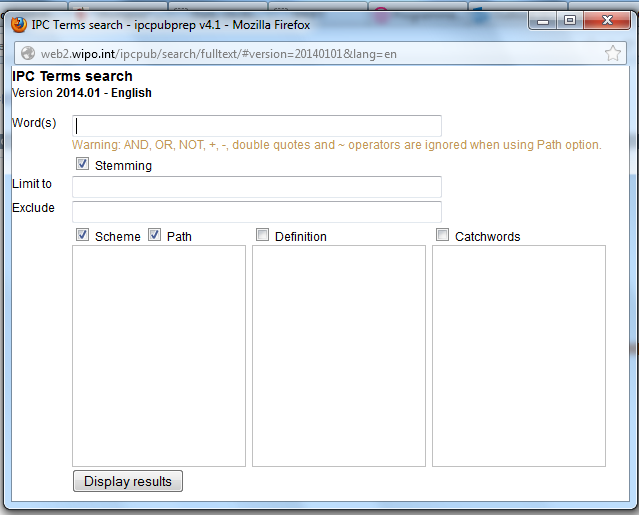 IPC Terms search - ipcpubprep v4.1 - Mozilla Firefox
web2.wipo.int/ipcpub/search/fulltext/#version=20140101&lang=en
IPC Terms search
Version 2014.01 - English
Word(s)
Warning: AND, OR, NOT, +, -, double quotes and ~ operators are ignored when using Path option.
Stemming
Limit to
Exclude
Scheme Path Definition Catchwords
Display results